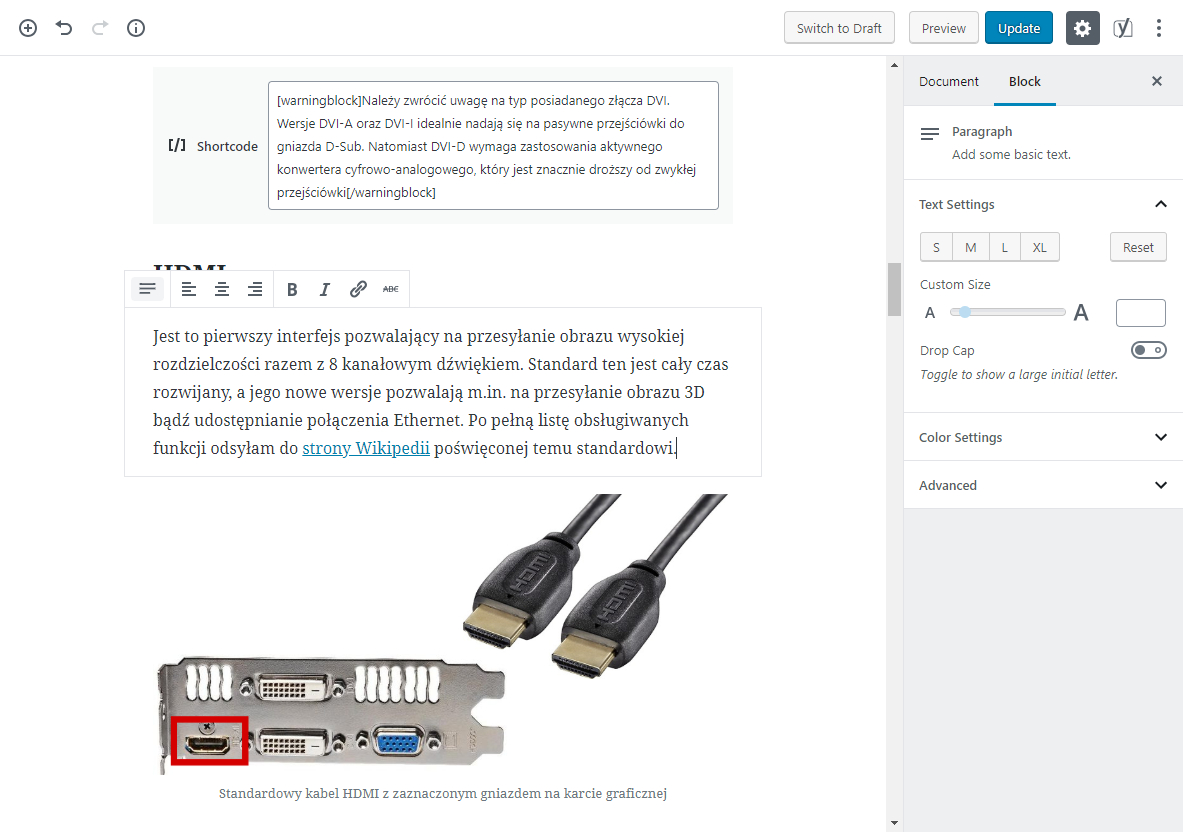 Switch to Draft
Preview
Update
Document
Block
[/] Shortcode
[warningblock]Należy zwrócić uwagę na typ posiadanego złącza DVI.
Wersje DVI-A oraz DVI-I idealnie nadają się na pasywne przejściówki do
gniazda D-Sub. Natomiast DVI-D wymaga zastosowania aktywnego
konwertera cyfrowo-analogowego, który jest znacznie droższy od zwykłej
przejściówki[/warningblock]
HDMI
B I ABC
Jest to pierwszy interfejs pozwalający na przesyłanie obrazu wysokiej
rozdzielczości razem z 8 kanałowym dźwiękiem. Standard ten jest cały czas
rozwijany, a jego nowe wersje pozwalają m.in. na przesyłanie obrazu 3D
bądź udostępnianie połączenia Ethernet. Po pełną listę obsługiwanych
funkcji odsyłam do strony Wikipedii poświęconej temu standardowi.
HDMI
HDMI
Standardowy kabel HDMI z zaznaczonym gniazdem na karcie graficznej
Paragraph
Add some basic text.
Text Settings
S M L XL
Reset
Custom Size
A A
Drop Cap
Toggle to show a large initial letter.
Color Settings
Advanced